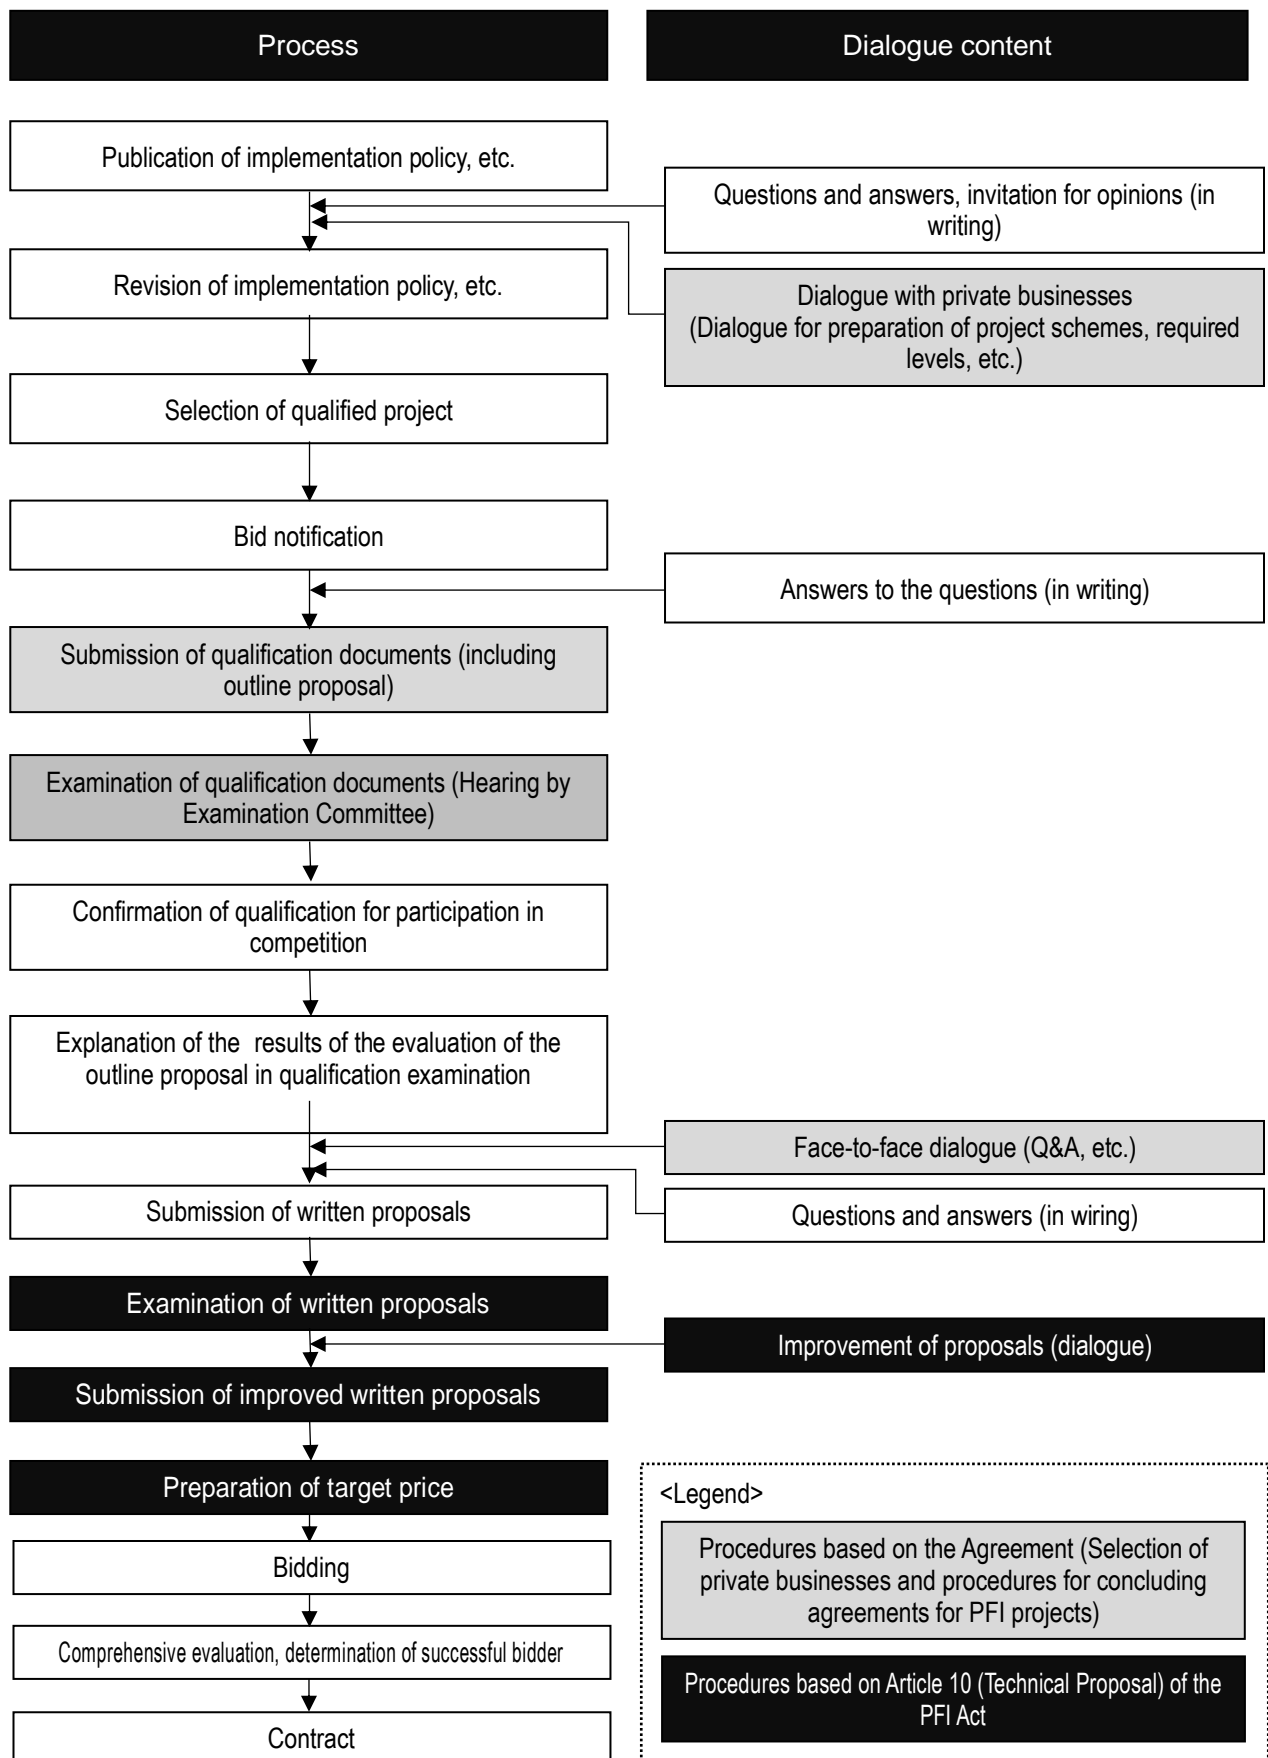 Process
Dialogue content
Publication of implementation policy, etc.
Questions and answers, invitation for opinions (in
writing)
Revision of implementation policy, etc.
Dialogue with private businesses
(Dialogue for preparation of project schemes, required
levels, etc.)
Selection of qualified project
Bid notification
Answers to the questions (in writing)
Submission of qualification documents (including
outline proposal)
Examination of qualification documents (Hearing by
Examination Committee)
Confirmation of qualification for participation in
competition
Explanation of the results of the evaluation of the
outline proposal in qualification examination
Face-to-face dialogue (Q&A, etc.)
Submission of written proposals
Questions and answers (in wiring)
Examination of written proposals
Improvement of proposals (dialogue)
Submission of improved written proposals
Preparation of target price
Bidding
Comprehensive evaluation, determination of successful bidder
Contract
<Legend>
Procedures based on the Agreement (Selection of
private businesses and procedures for concluding
agreements for PFI projects)
Procedures based on Article 10 (Technical Proposal) of the
PFI Act